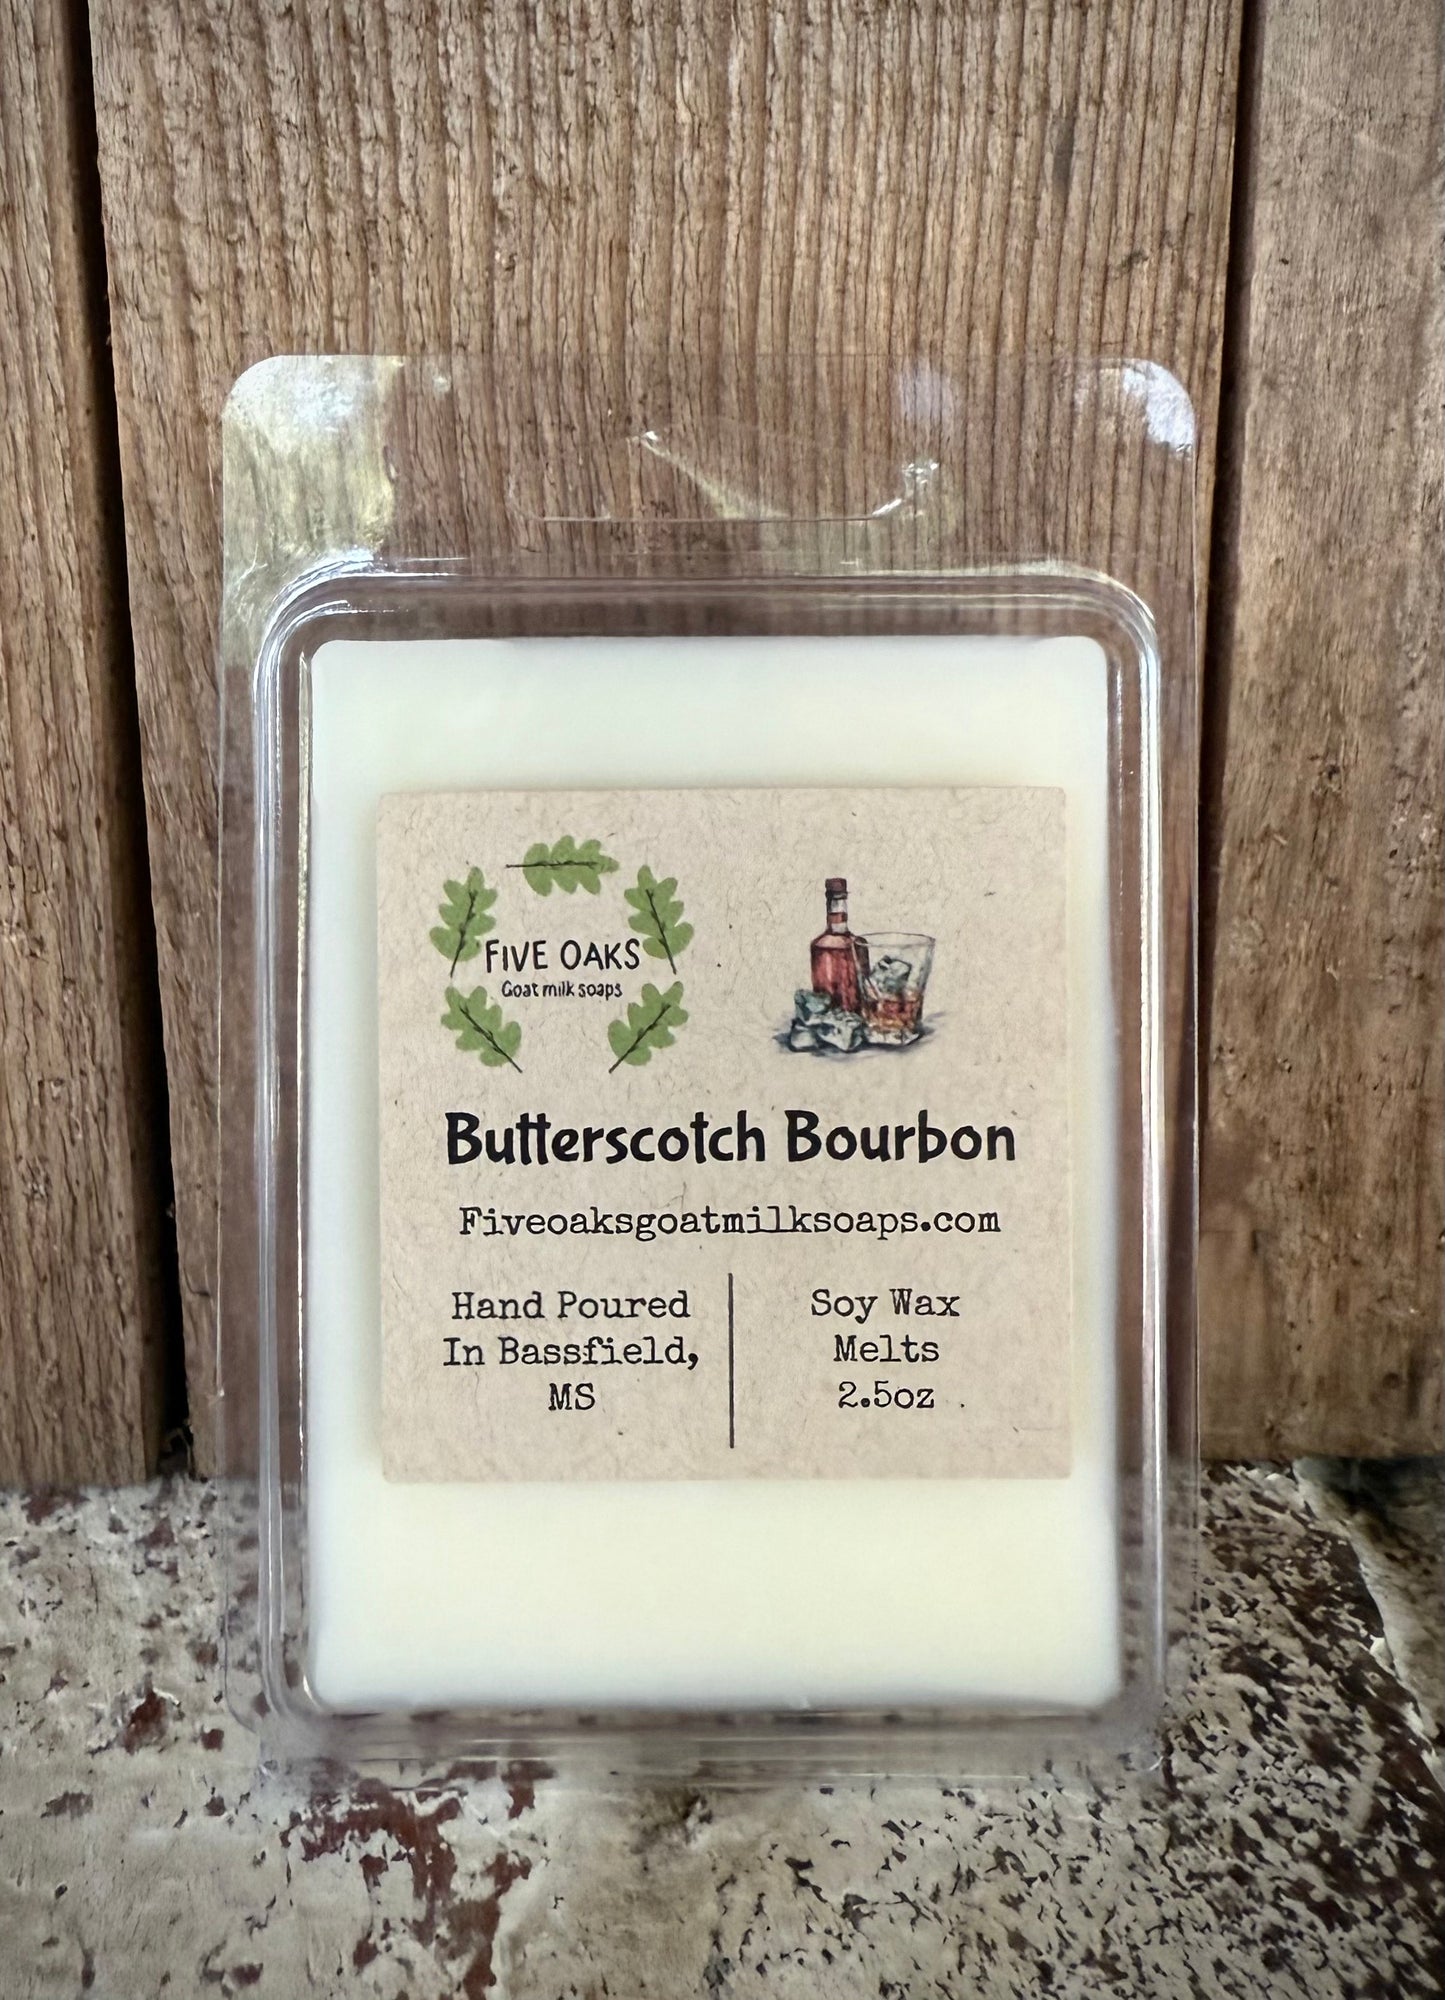 FIVE OAKS
Goat milk soaps
Butterscotch Bourbon
Fiveoaksgoatmilksoaps.com
Hand Poured
In Bassfield,
MS
Soy Wax
Melts
2.5oz